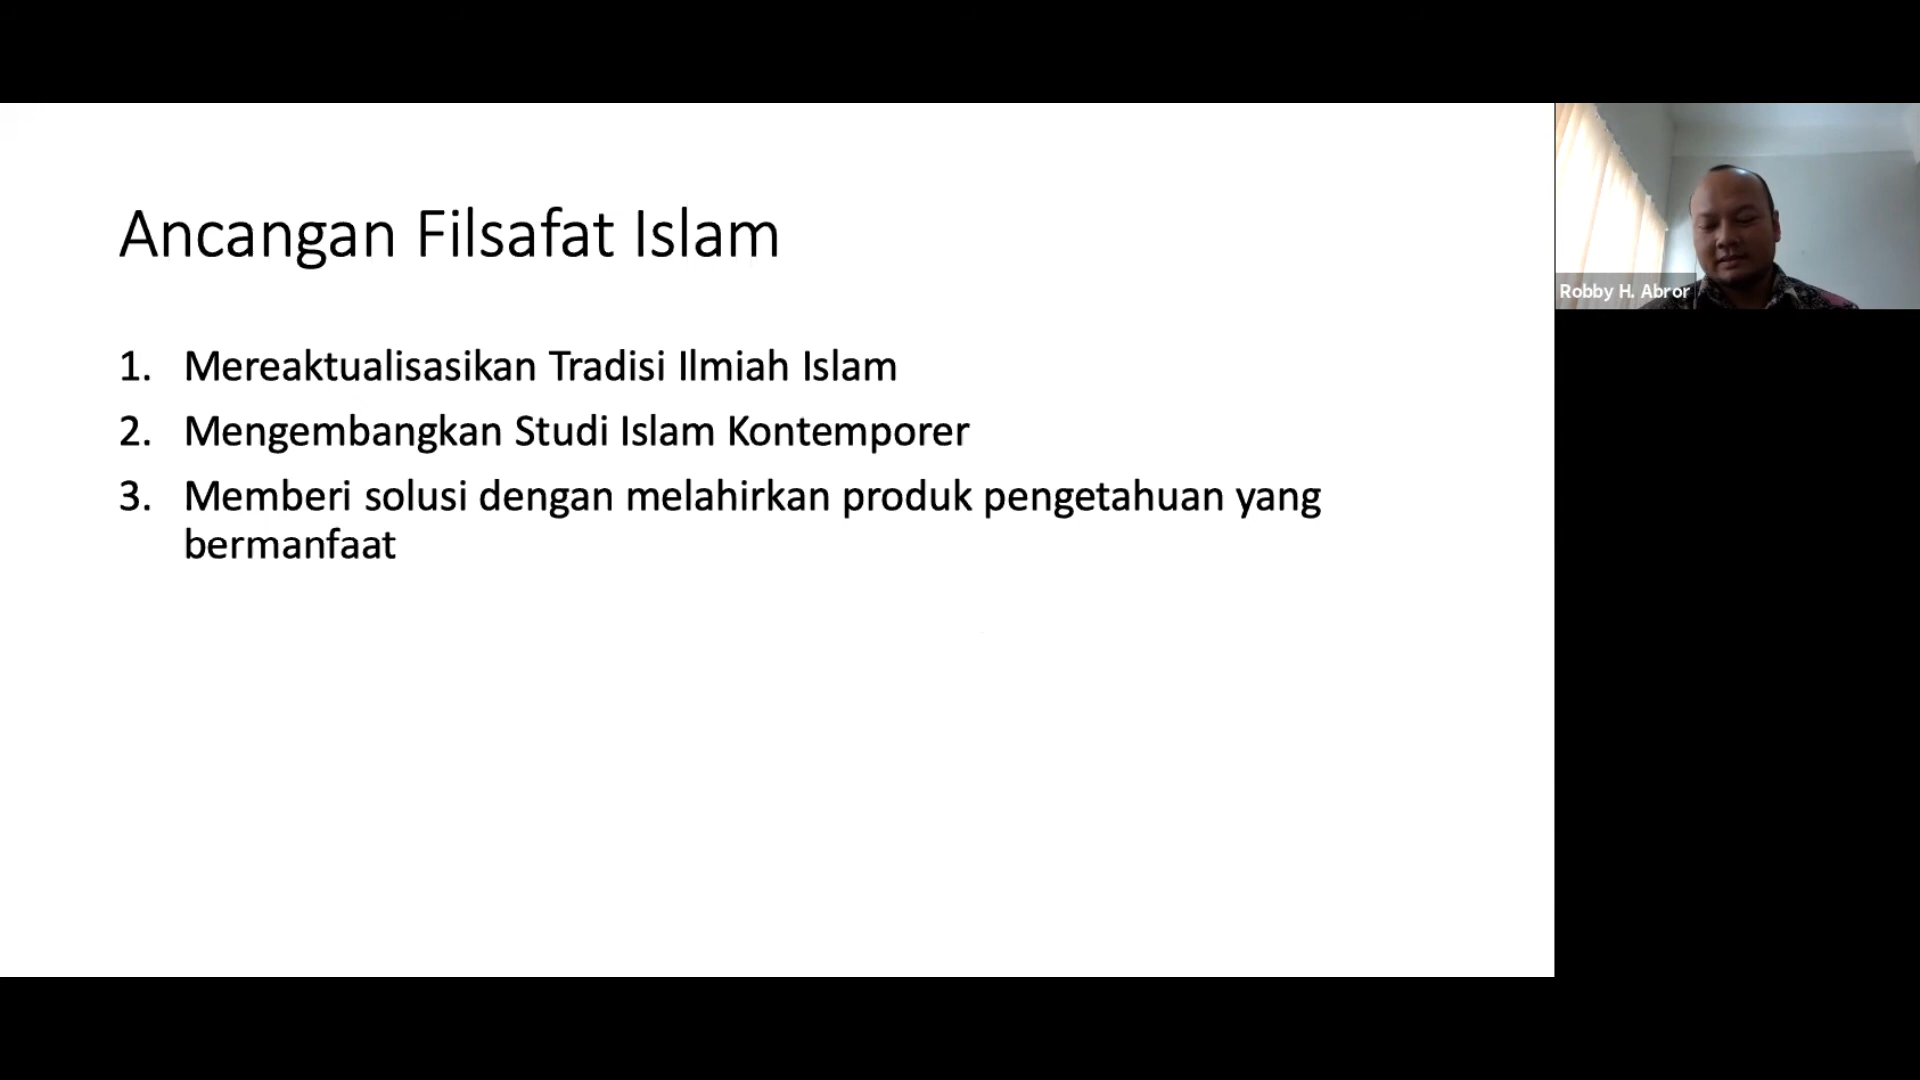 Ancangan Filsafat Islam
1. Mereaktualisasikan Tradisi Ilmiah Islam
2. Mengembangkan Studi Islam Kontemporer
3. Memberi solusi dengan melahirkan produk pengetahuan yang
bermanfaat
Robby H. Abror